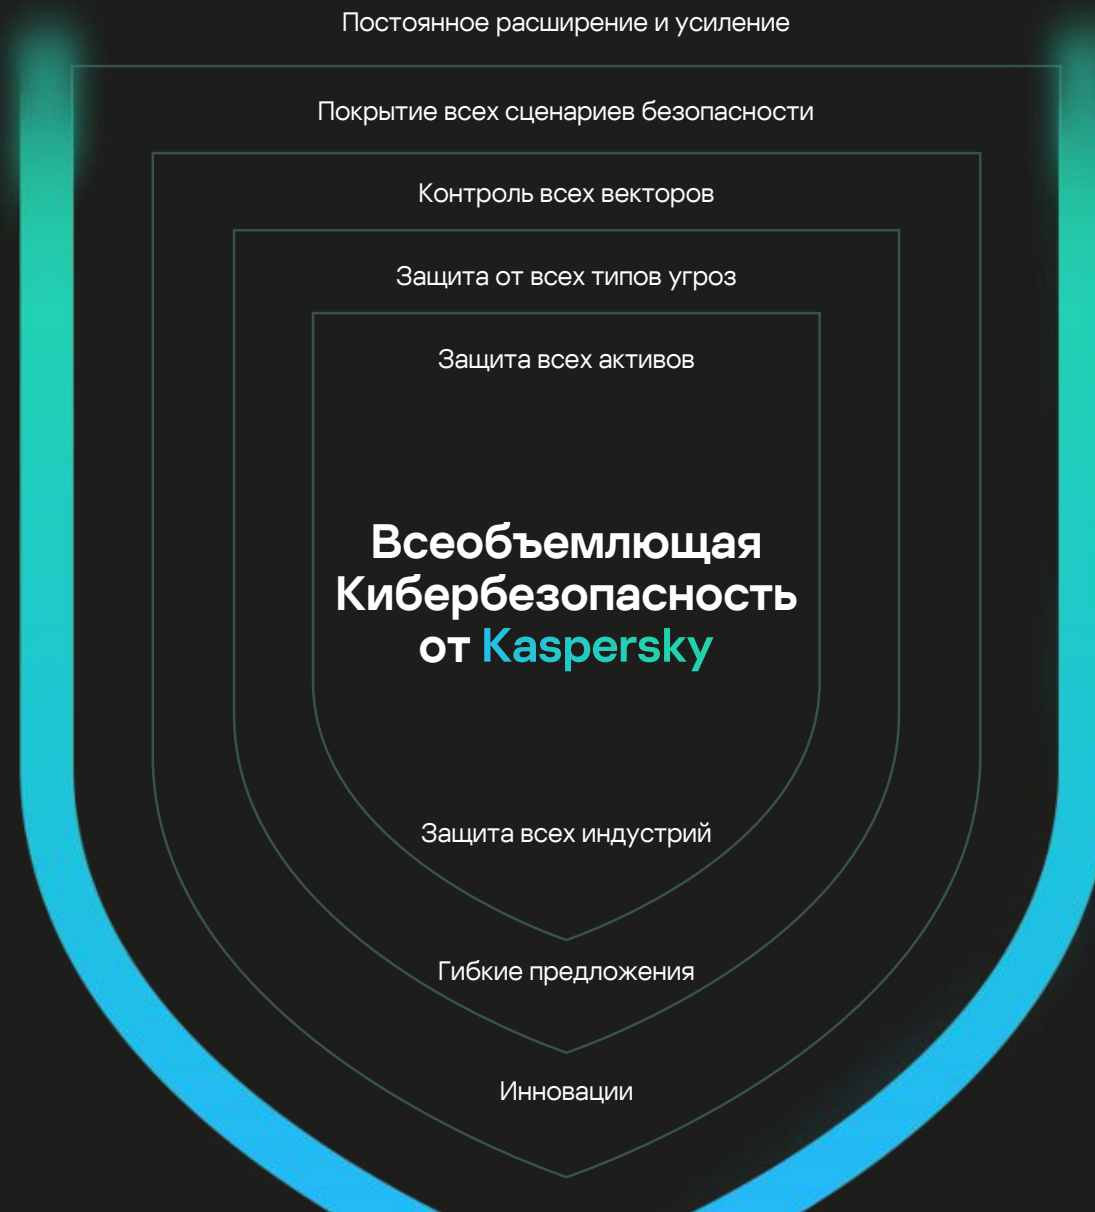 Постоянное расширение и усиление
Покрытие всех сценариев безопасности
Контроль всех векторов
Защита от всех типов угроз
Защита всех активов
Всеобъемлющая
Кибербезопасность
от Kaspersky
Защита всех индустрий
Гибкие предложения
Инновации